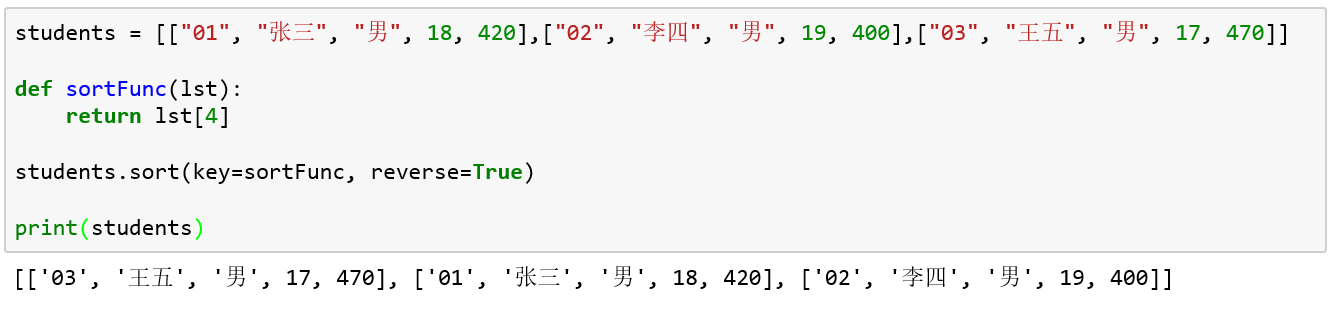 students = [["01", "张三", "男", 18, 420],["02", "李四", "男", 19, 400],["03", "王五", "男", 17, 470]]
def sortFunc(lst):
    return lst[4]
students.sort(key=sortFunc, reverse=True)
print(students)
[['03', '王五', '男', 17, 470], ['01', '张三', '男', 18, 420], ['02', '李四', '男', 19, 400]]